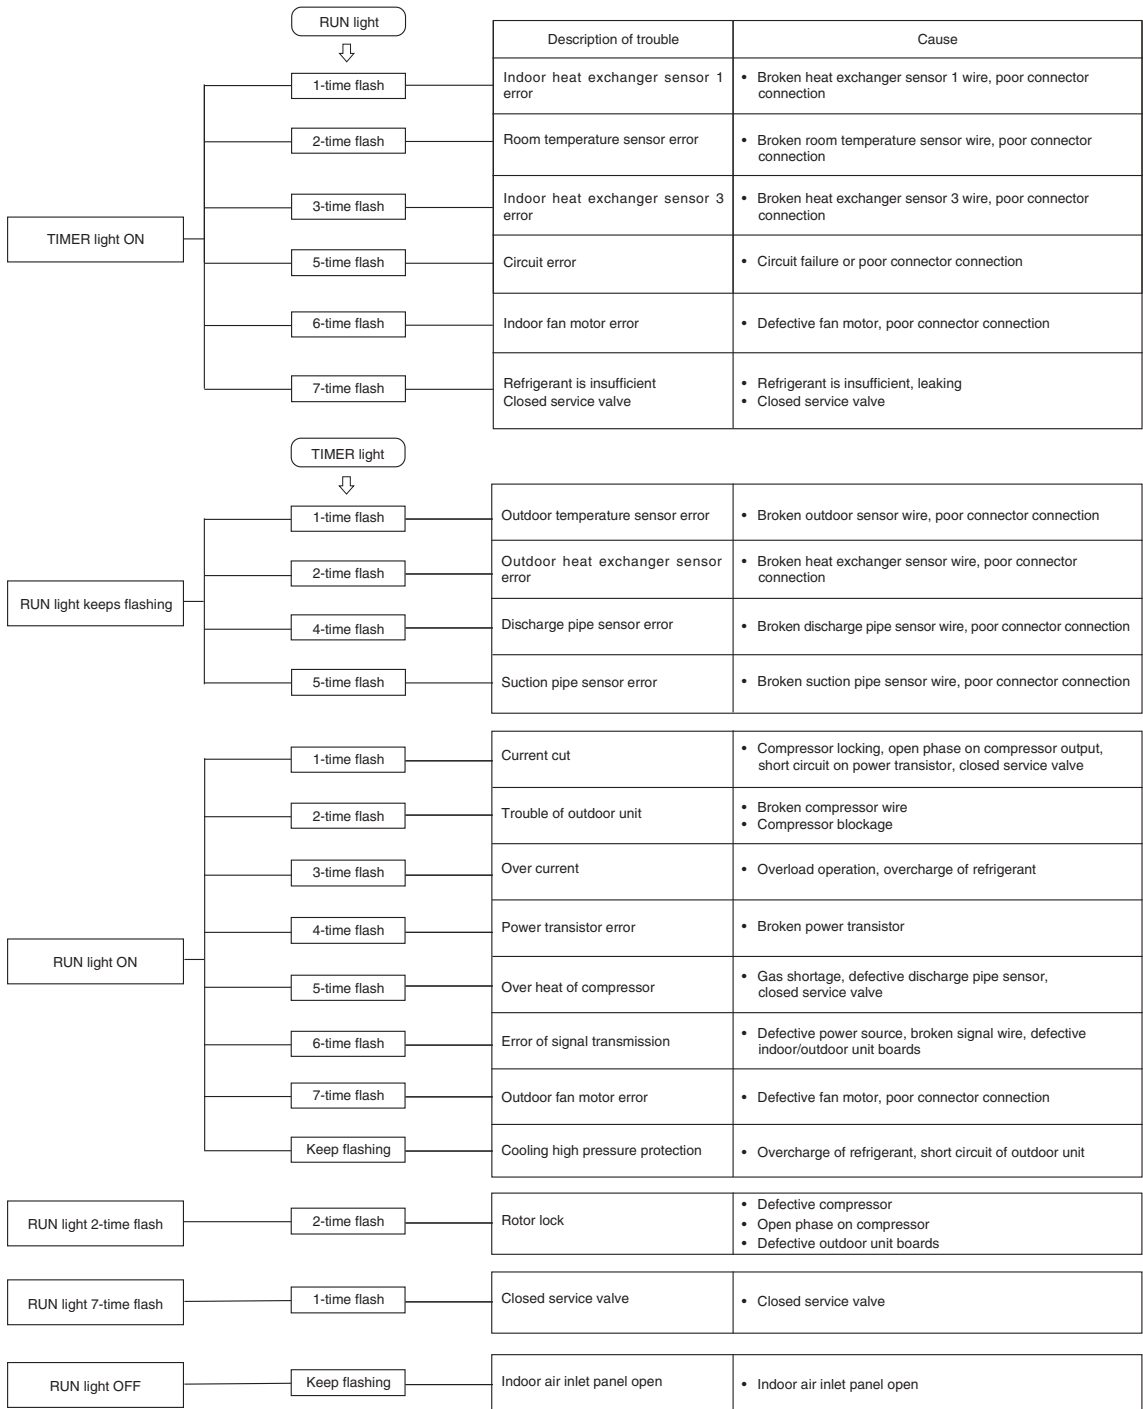 RUN light
Description of trouble
Cause
1-time flash
Indoor heat exchanger sensor 1
error
• Broken heat exchanger sensor 1 wire, poor connector
connection
2-time flash
Room temperature sensor error
• Broken room temperature sensor wire, poor connector
connection
3-time flash
Indoor heat exchanger sensor 3
error
• Broken heat exchanger sensor 3 wire, poor connector
connection
TIMER light ON
5-time flash
Circuit error
• Circuit failure or poor connector connection
6-time flash
Indoor fan motor error
• Defective fan motor, poor connector connection
7-time flash
Refrigerant is insufficient
Closed service valve
• Refrigerant is insufficient, leaking
• Closed service valve
TIMER light
1-time flash
Outdoor temperature sensor error
• Broken outdoor sensor wire, poor connector connection
2-time flash
Outdoor heat exchanger sensor
error
• Broken heat exchanger sensor wire, poor connector
connection
RUN light keeps flashing
4-time flash
Discharge pipe sensor error
• Broken discharge pipe sensor wire, poor connector connection
5-time flash
Suction pipe sensor error
• Broken suction pipe sensor wire, poor connector connection
1-time flash
Current cut
• Compressor locking, open phase on compressor output,
short circuit on power transistor, closed service valve
2-time flash
Trouble of outdoor unit
• Broken compressor wire
• Compressor blockage
3-time flash
Over current
• Overload operation, overcharge of refrigerant
4-time flash
Power transistor error
• Broken power transistor
RUN light ON
5-time flash
Over heat of compressor
• Gas shortage, defective discharge pipe sensor,
closed service valve
6-time flash
Error of signal transmission
• Defective power source, broken signal wire, defective
indoor/outdoor unit boards
7-time flash
Outdoor fan motor error
• Defective fan motor, poor connector connection
Keep flashing
Cooling high pressure protection
• Overcharge of refrigerant, short circuit of outdoor unit
RUN light 2-time flash
2-time flash
Rotor lock
• Defective compressor
• Open phase on compressor
• Defective outdoor unit boards
RUN light 7-time flash
1-time flash
Closed service valve
• Closed service valve
RUN light OFF
Keep flashing
Indoor air inlet panel open
• Indoor air inlet panel open